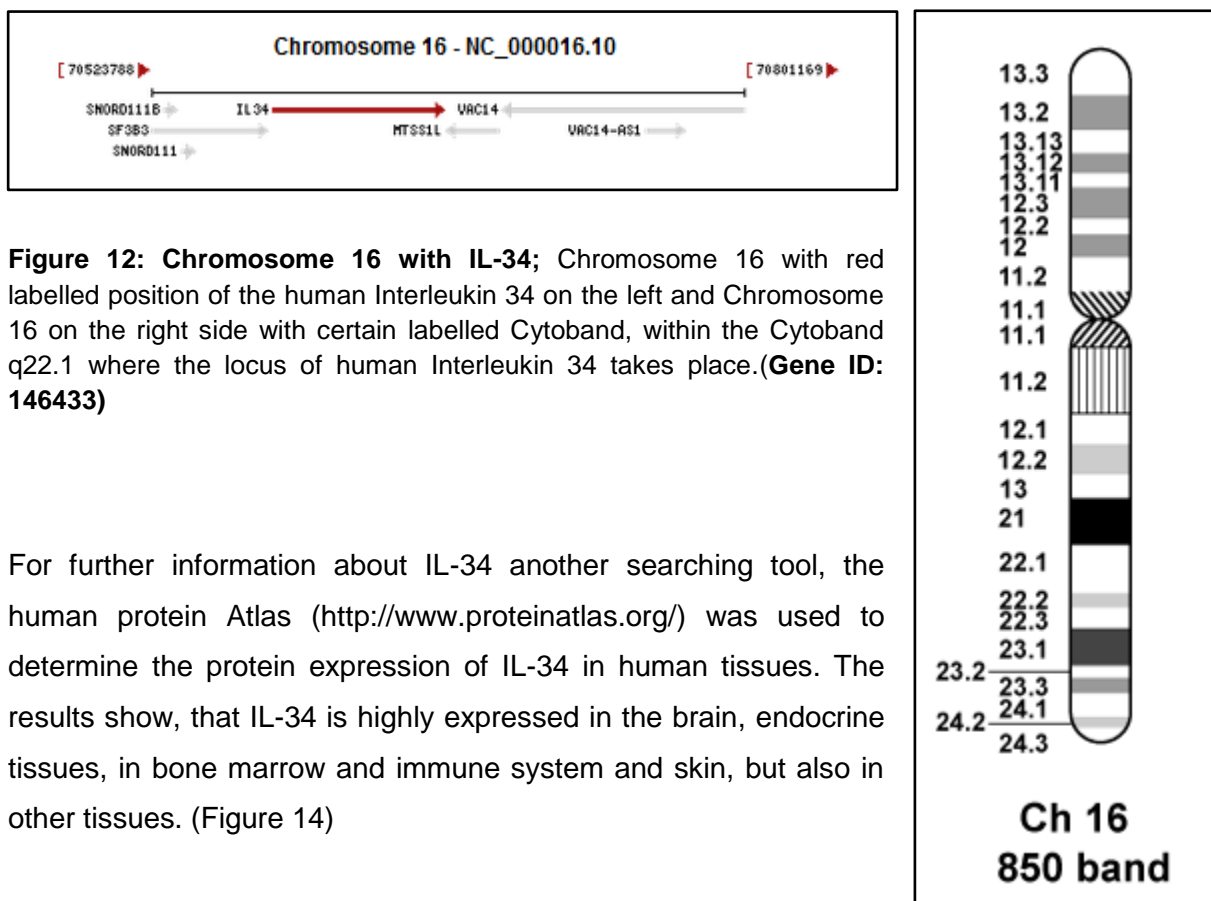 Chromosome 16 - NC_000016.10
[ 70523788 [ 70801169
SNORD111B IL34 VAC14
SF3B3 MTSS1L VAC14-AS1
SNORD111
Figure 12: Chromosome 16 with IL-34; Chromosome 16 with red
labelled position of the human Interleukin 34 on the left and Chromosome
16 on the right side with certain labelled Cytoband, within the Cytoband
q22.1 where the locus of human Interleukin 34 takes place.(Gene ID:
146433)
For further information about IL-34 another searching tool, the
human protein Atlas (http://www.proteinatlas.org/) was used to
determine the protein expression of IL-34 in human tissues. The
results show, that IL-34 is highly expressed in the brain, endocrine
tissues, in bone marrow and immune system and skin, but also in
other tissues. (Figure 14)
13.3
13.2
13.13
13.12
13.11
12.3
12.2
12
11.2
11.1
11.1
11.2
12.1
12.2
13
21
22.1
22.2
22.3
23.1
23.2
23.3
24.1
24.2
24.3
Ch 16
850 band